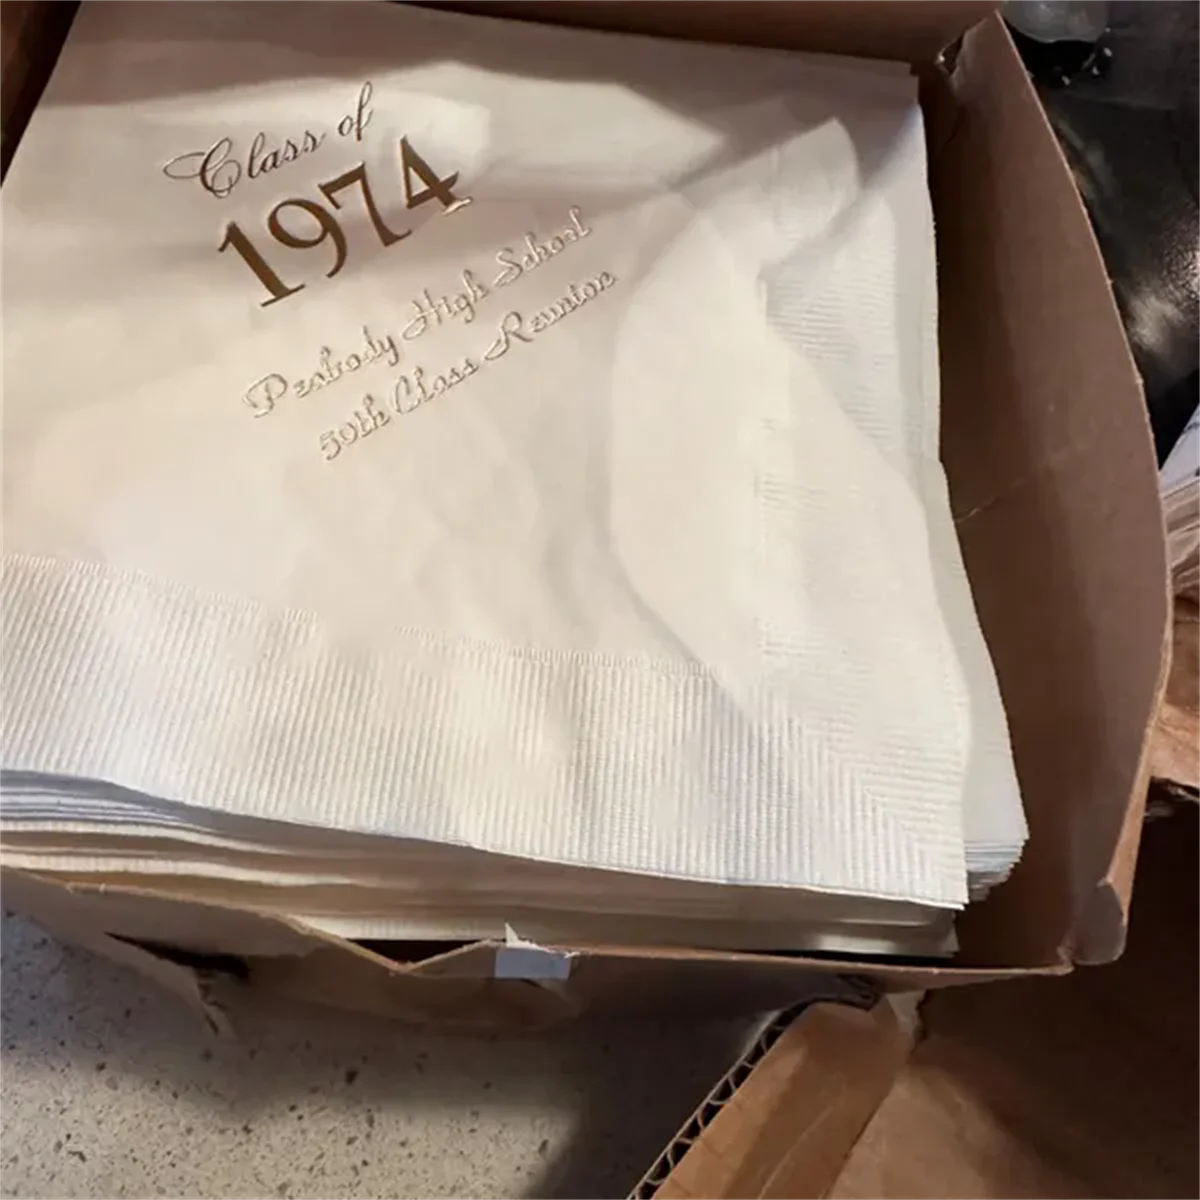 Class of
1974
Peabody High School
50th Class Reunion